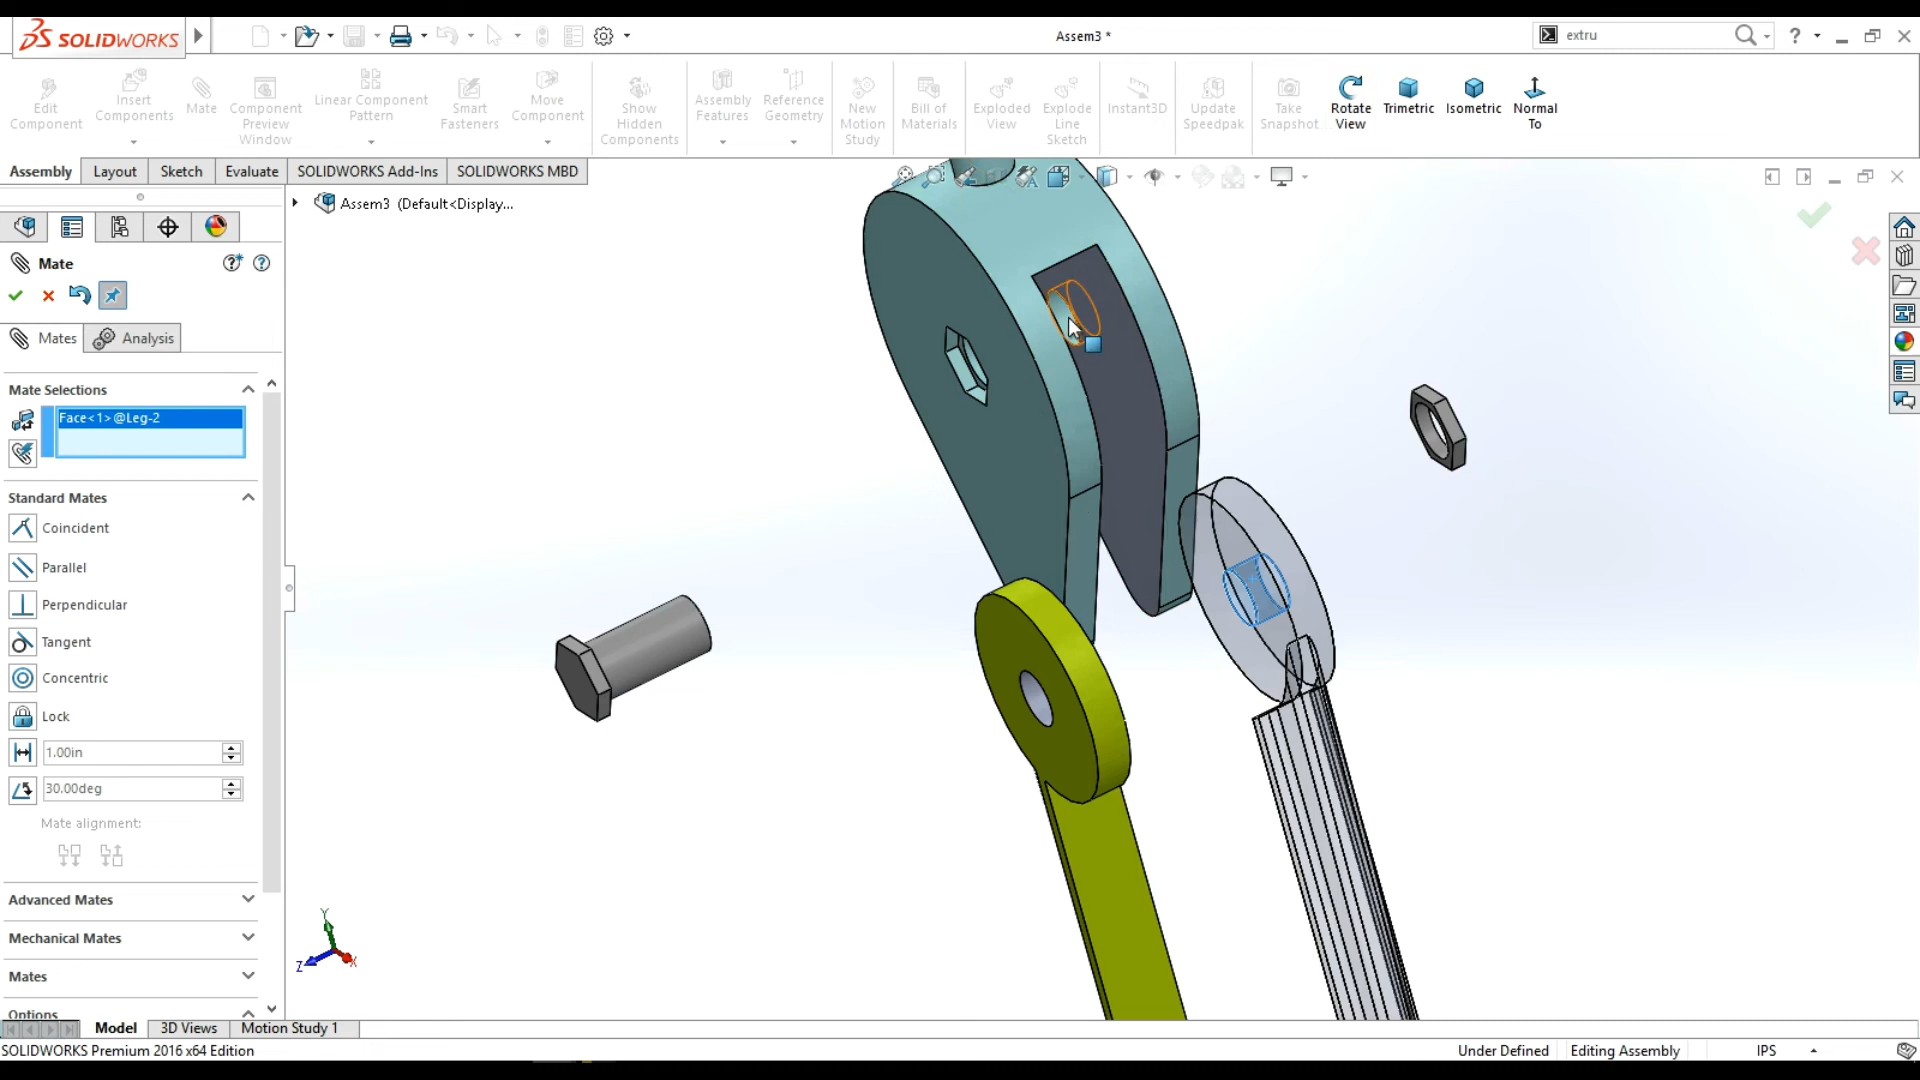 SOLIDWORKS
Assem3 *
extru
Edit Component
Insert Components
Mate
Component Preview Window
Linear Component Pattern
Smart Fasteners
Move Component
Show Hidden Components
Assembly Features
Reference Geometry
New Motion Study
Bill of Materials
Exploded View
Explode Line Sketch
Instant3D
Update Speedpak
Take Snapshot
Rotate View
Trimetric
Isometric
Normal To
Assembly
Layout
Sketch
Evaluate
SOLIDWORKS Add-Ins
SOLIDWORKS MBD
Assem3 (Default<Display...
Mate
Mates
Analysis
Mate Selections
Face<1>@Leg-2
Standard Mates
Coincident
Parallel
Perpendicular
Tangent
Concentric
Lock
1.00in
30.00deg
Mate alignment:
Advanced Mates
Mechanical Mates
Mates
Options
Y
Z
X
Model
3D Views
Motion Study 1
SOLIDWORKS Premium 2016 x64 Edition
Under Defined
Editing Assembly
IPS